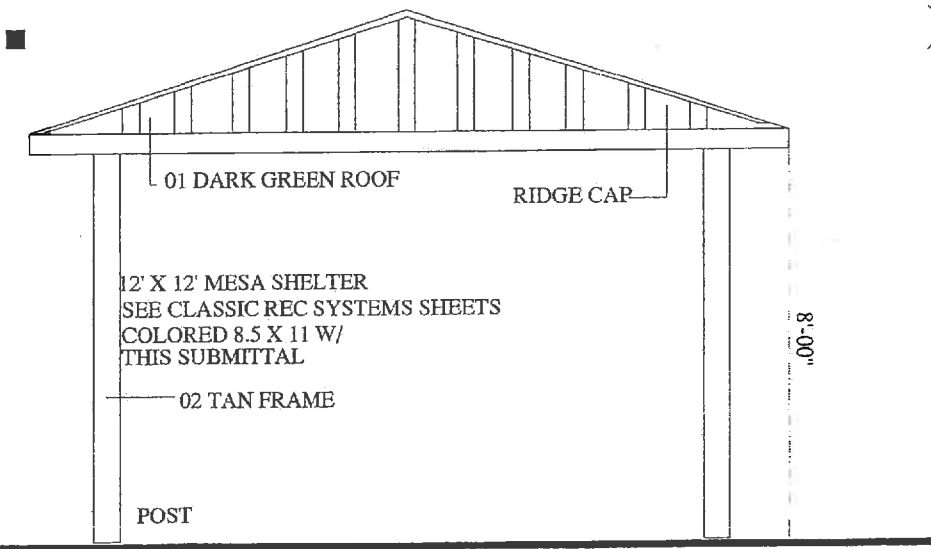 01 DARK GREEN ROOF
RIDGE CAP
12' X 12' MESA SHELTER
SEE CLASSIC REC SYSTEMS SHEETS
COLORED 8.5 X 11 W/
THIS SUBMITTAL
8'-00"
02 TAN FRAME
POST